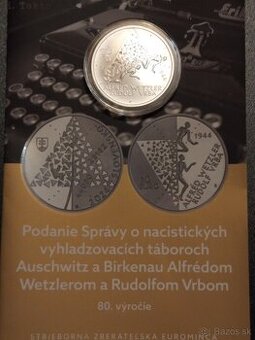 ALFRÉD WETZLER
RUDOLF VRBA
1944
ALFRÉD WETZLER
RUDOLF VRBA
Podanie Správy o nacistických
vyhladzovacích táboroch
Auschwitz a Birkenau Alfrédom
Wetzlerom a Rudolfom Vrbom
80. výročie
STRIEBORNÁ ZBERATEĽSKÁ EUROMINCA
bazar.sk